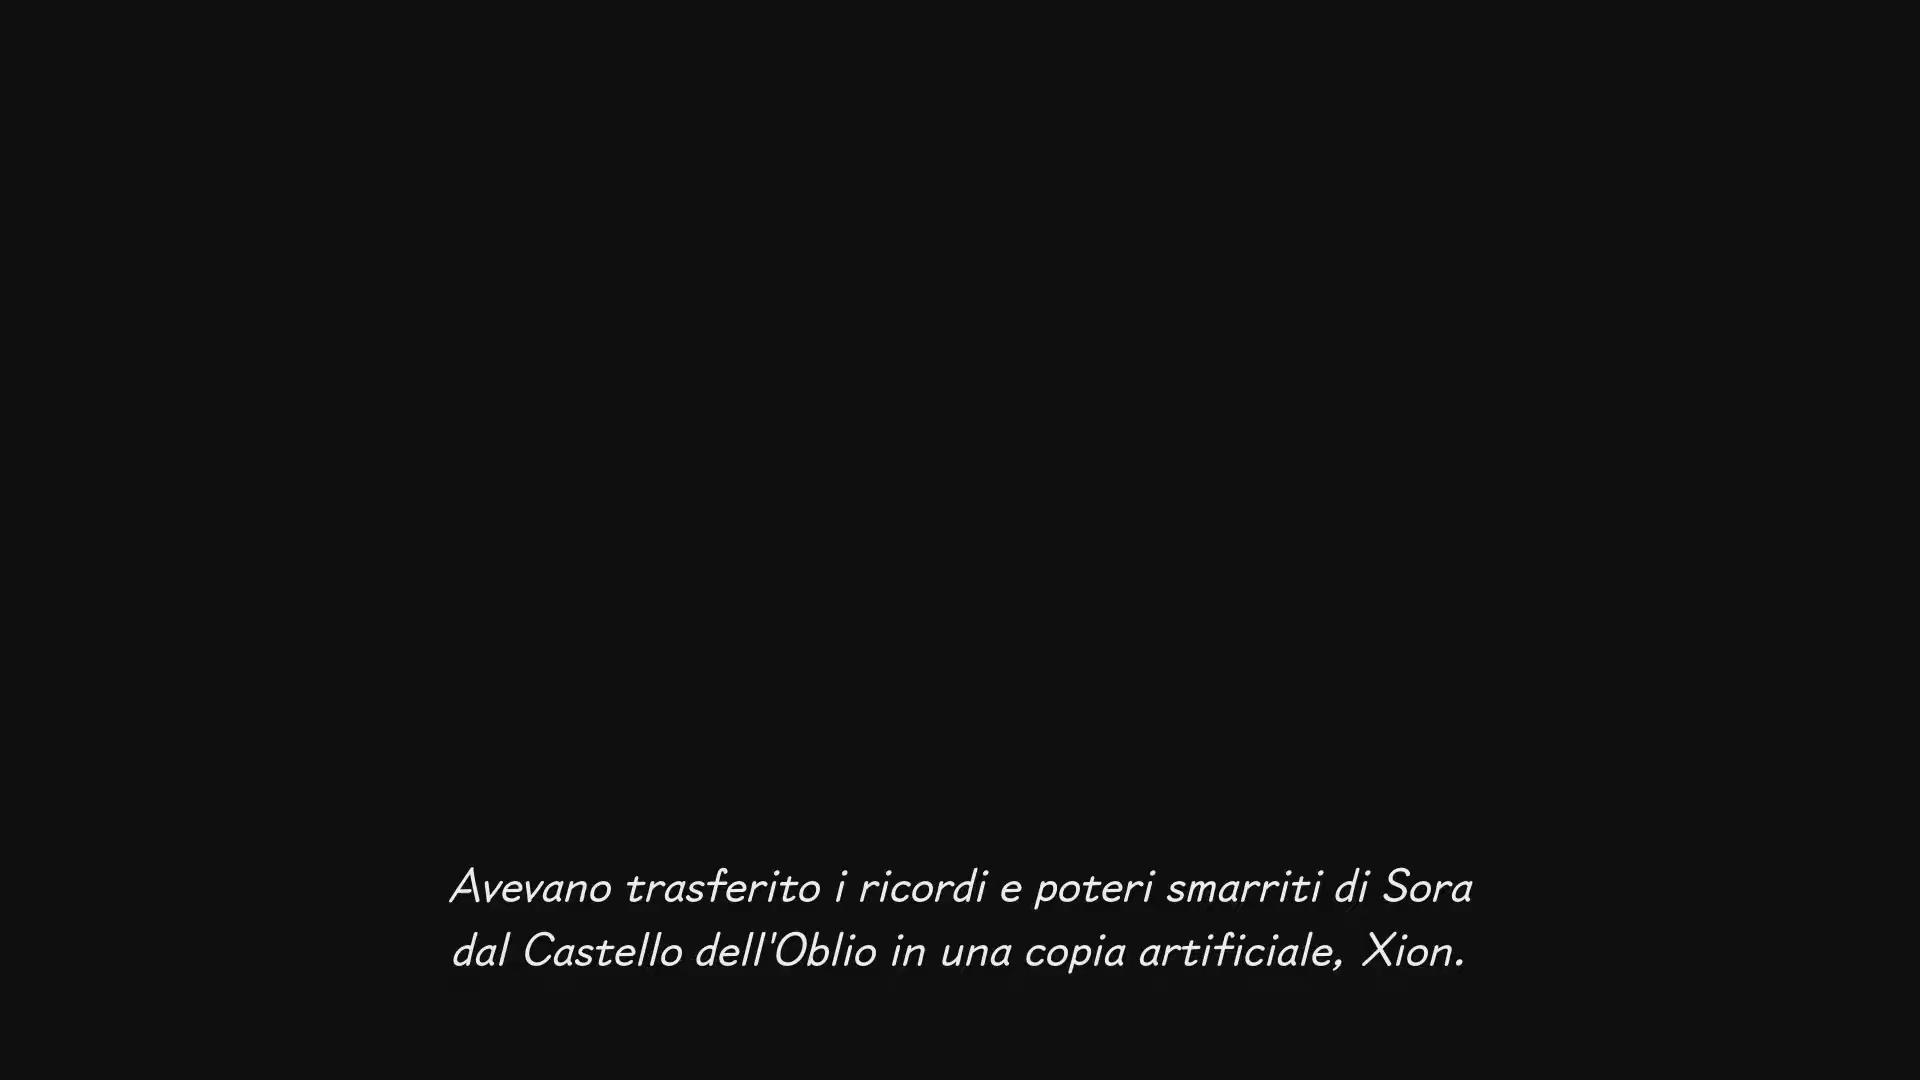 Avevano trasferito i ricordi e poteri smarriti di Sora
dal Castello dell'Oblio in una copia artificiale, Xion.